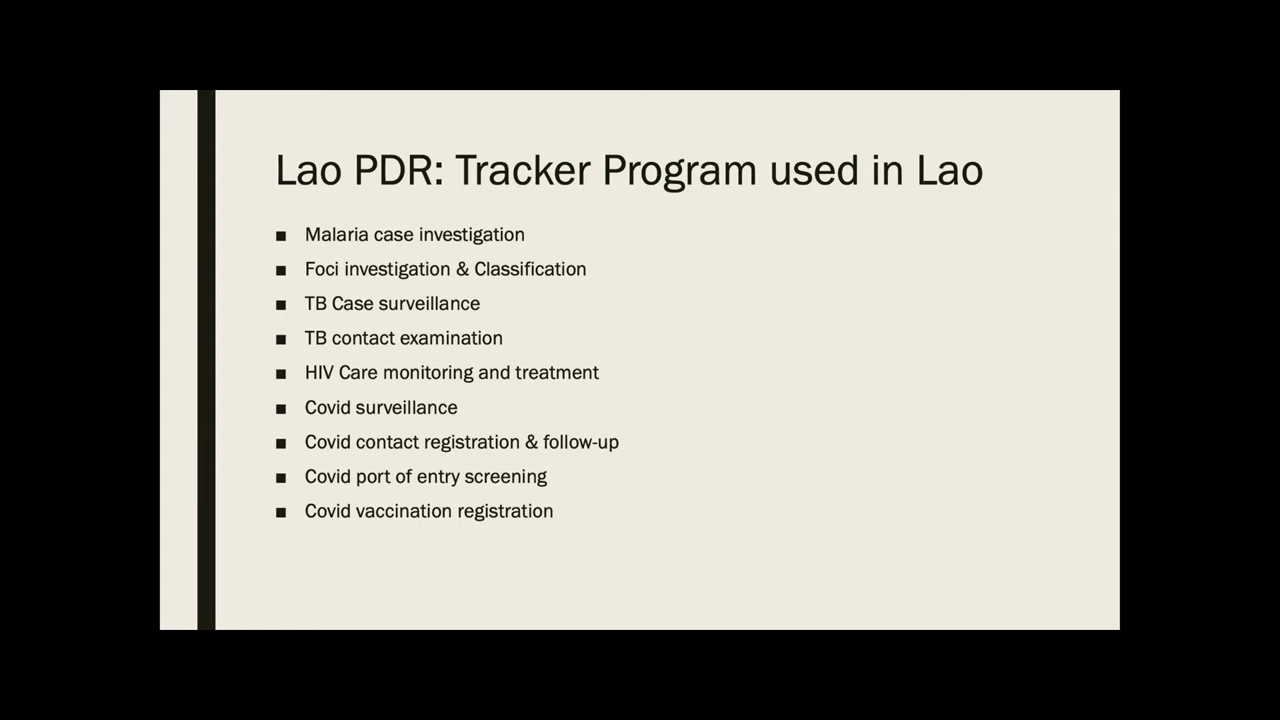 Lao PDR: Tracker Program used in Lao
■ Malaria case investigation
■ Foci investigation & Classification
■ TB Case surveillance
■ TB contact examination
■ HIV Care monitoring and treatment
■ Covid surveillance
■ Covid contact registration & follow-up
■ Covid port of entry screening
■ Covid vaccination registration